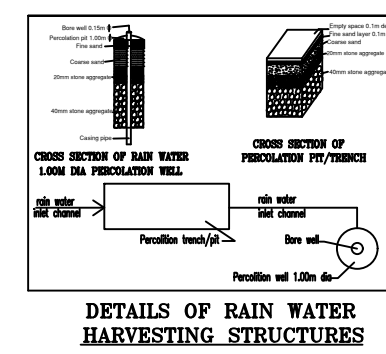 Bore well 0.15m
Percolation pit 1.00m
Fine sand
Coarse sand
20mm stone aggregate
40mm stone aggregate
Casing pipe
CROSS SECTION OF RAIN WATER
1.00M DIA PERCOLATION WELL
Empty space 0.1m de
Fine sand layer 0.1m
Coarse sand
20mm stone aggregate
40mm stone aggrega
CROSS SECTION OF
PERCOLATION PIT/TRENCH
rain water
inlet channel
Percolition trench/pit
rain water
inlet channel
Bore well
Percolition well 1.00m dia
DETAILS OF RAIN WATER
HARVESTING STRUCTURES